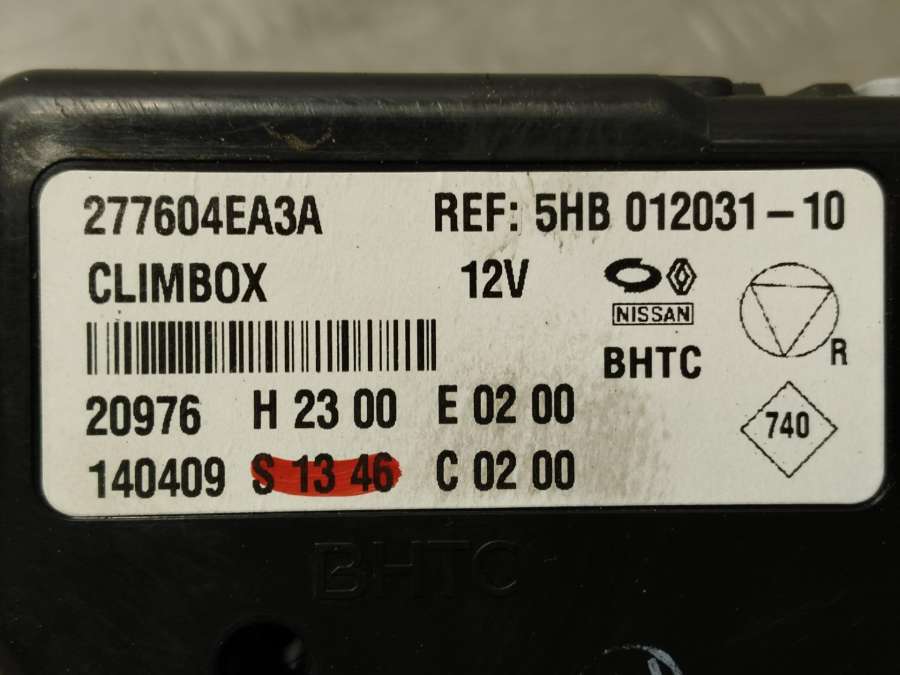 277604EA3A REF: 5HB 012031-10
CLIMBOX 12V
NISSAN
BHTC
R
20976 H 23 00 E 02 00
740
140409 S 13 46 C 02 00
BHTC